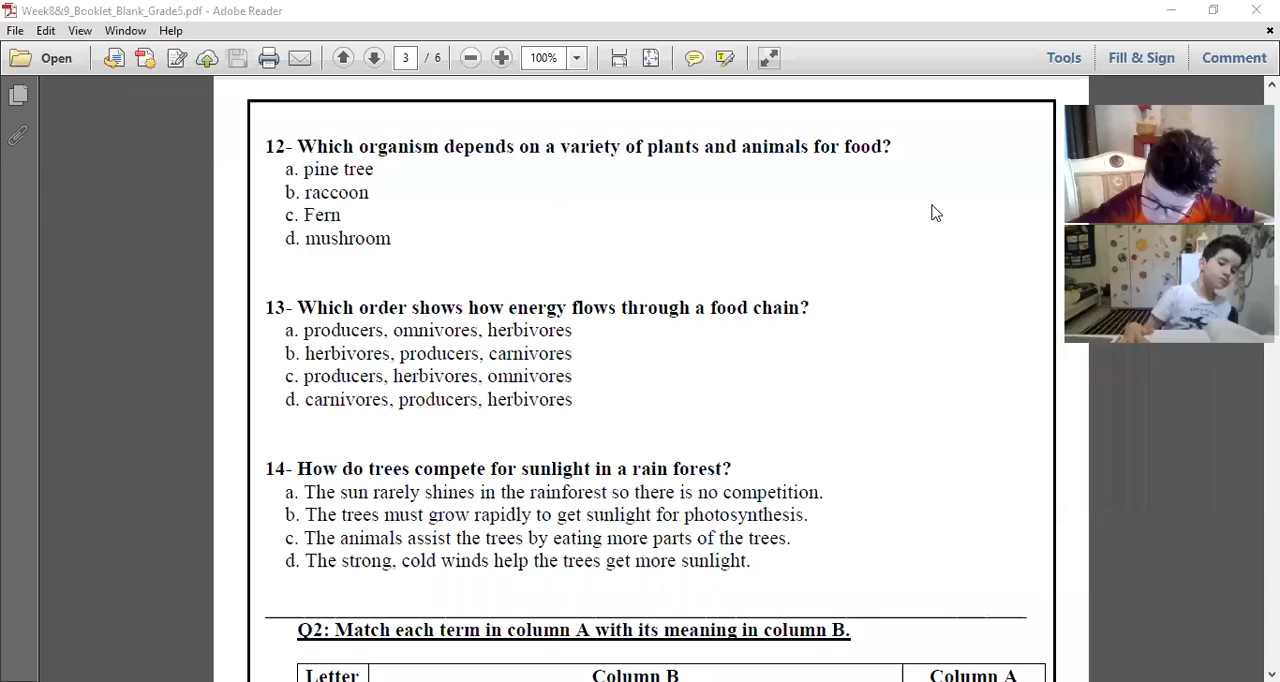 Week8&9_Booklet_Blank_Grade5.pdf - Adobe Reader
File Edit View Window Help
Open 3 / 6 100% Tools Fill & Sign Comment
12- Which organism depends on a variety of plants and animals for food?
a. pine tree
b. raccoon
c. Fern
d. mushroom
13- Which order shows how energy flows through a food chain?
a. producers, omnivores, herbivores
b. herbivores, producers, carnivores
c. producers, herbivores, omnivores
d. carnivores, producers, herbivores
14- How do trees compete for sunlight in a rain forest?
a. The sun rarely shines in the rainforest so there is no competition.
b. The trees must grow rapidly to get sunlight for photosynthesis.
c. The animals assist the trees by eating more parts of the trees.
d. The strong, cold winds help the trees get more sunlight.
Q2: Match each term in column A with its meaning in column B.
Letter Column B Column A